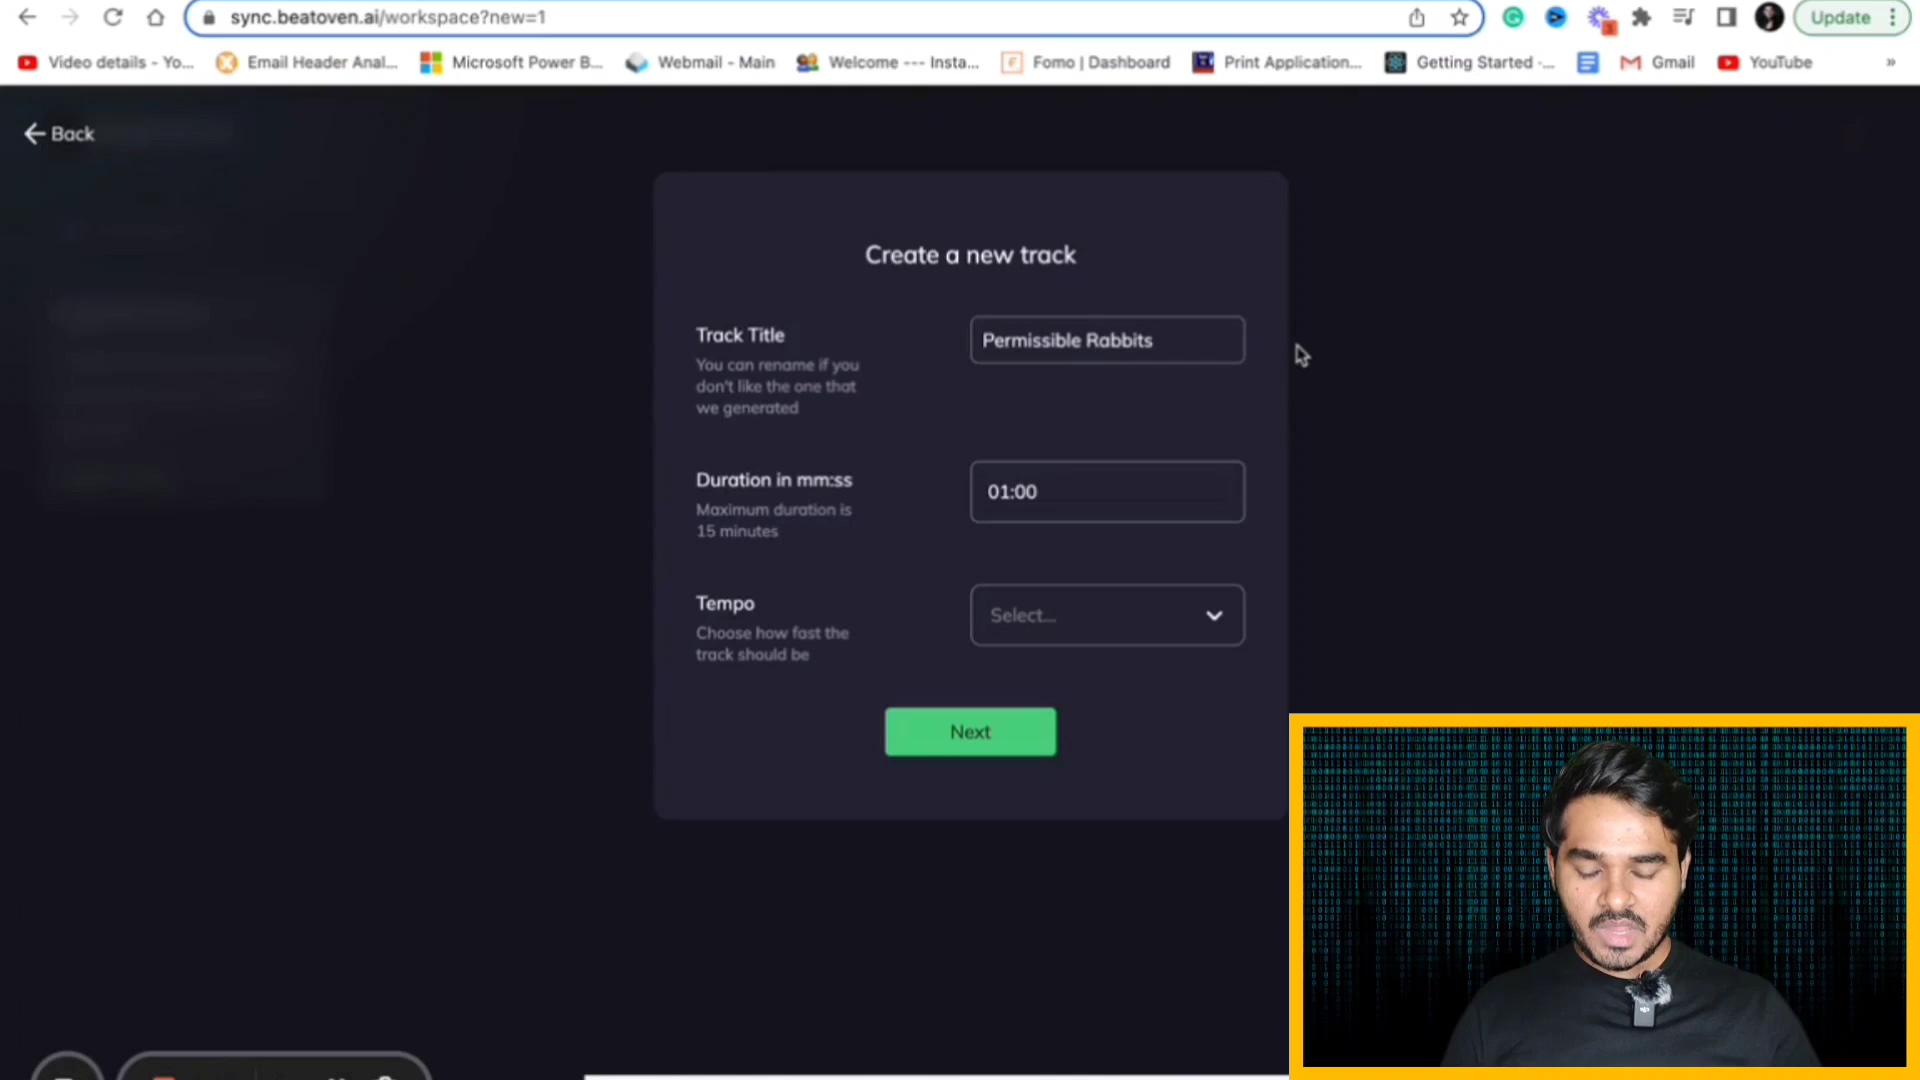 sync.beatoven.ai/workspace?new=1
Update
Video details - Yo...
Email Header Anal...
Microsoft Power B...
Webmail - Main
Welcome --- Insta...
Fomo | Dashboard
Print Application...
Getting Started -...
Gmail
YouTube
»
Back
Create a new track
Track Title
Permissible Rabbits
You can rename if you
don't like the one that
we generated
Duration in mm:ss
01:00
Maximum duration is
15 minutes
Tempo
Select...
Choose how fast the
track should be
Next